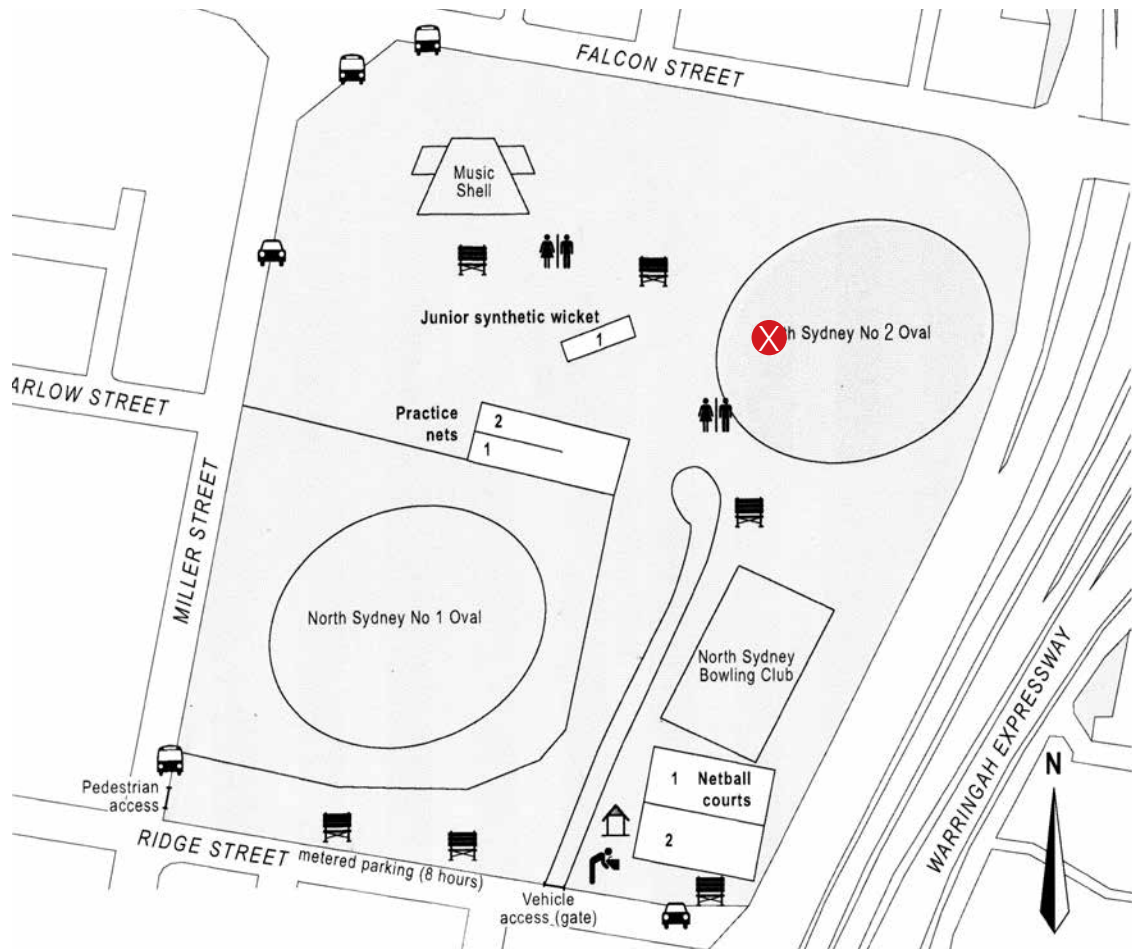 FALCON STREET
Music
Shell
Junior synthetic wicket
1
X
th Sydney No 2 Oval
ARLOW STREET
Practice
nets
2
1
MILLER STREET
North Sydney No 1 Oval
North Sydney
Bowling Club
WARRINGAH EXPRESSWAY
N
1 Netball
courts
2
Pedestrian
access
RIDGE STREET metered parking (8 hours)
Vehicle
access (gate)